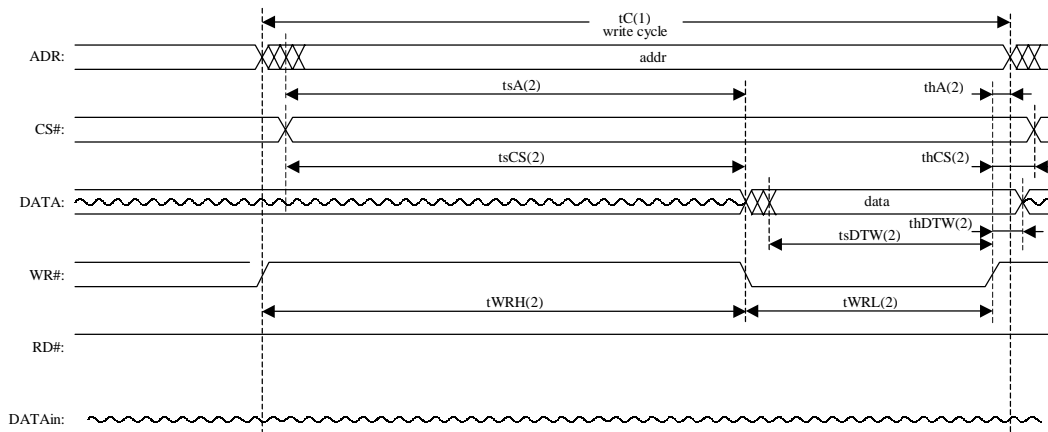 tC(1)
write cycle
ADR:
addr
tsA(2)
thA(2)
CS#:
tsCS(2)
thCS(2)
DATA:
data
thDTW(2)
tsDTW(2)
WR#:
tWRH(2)
tWRL(2)
RD#:
DATAin: